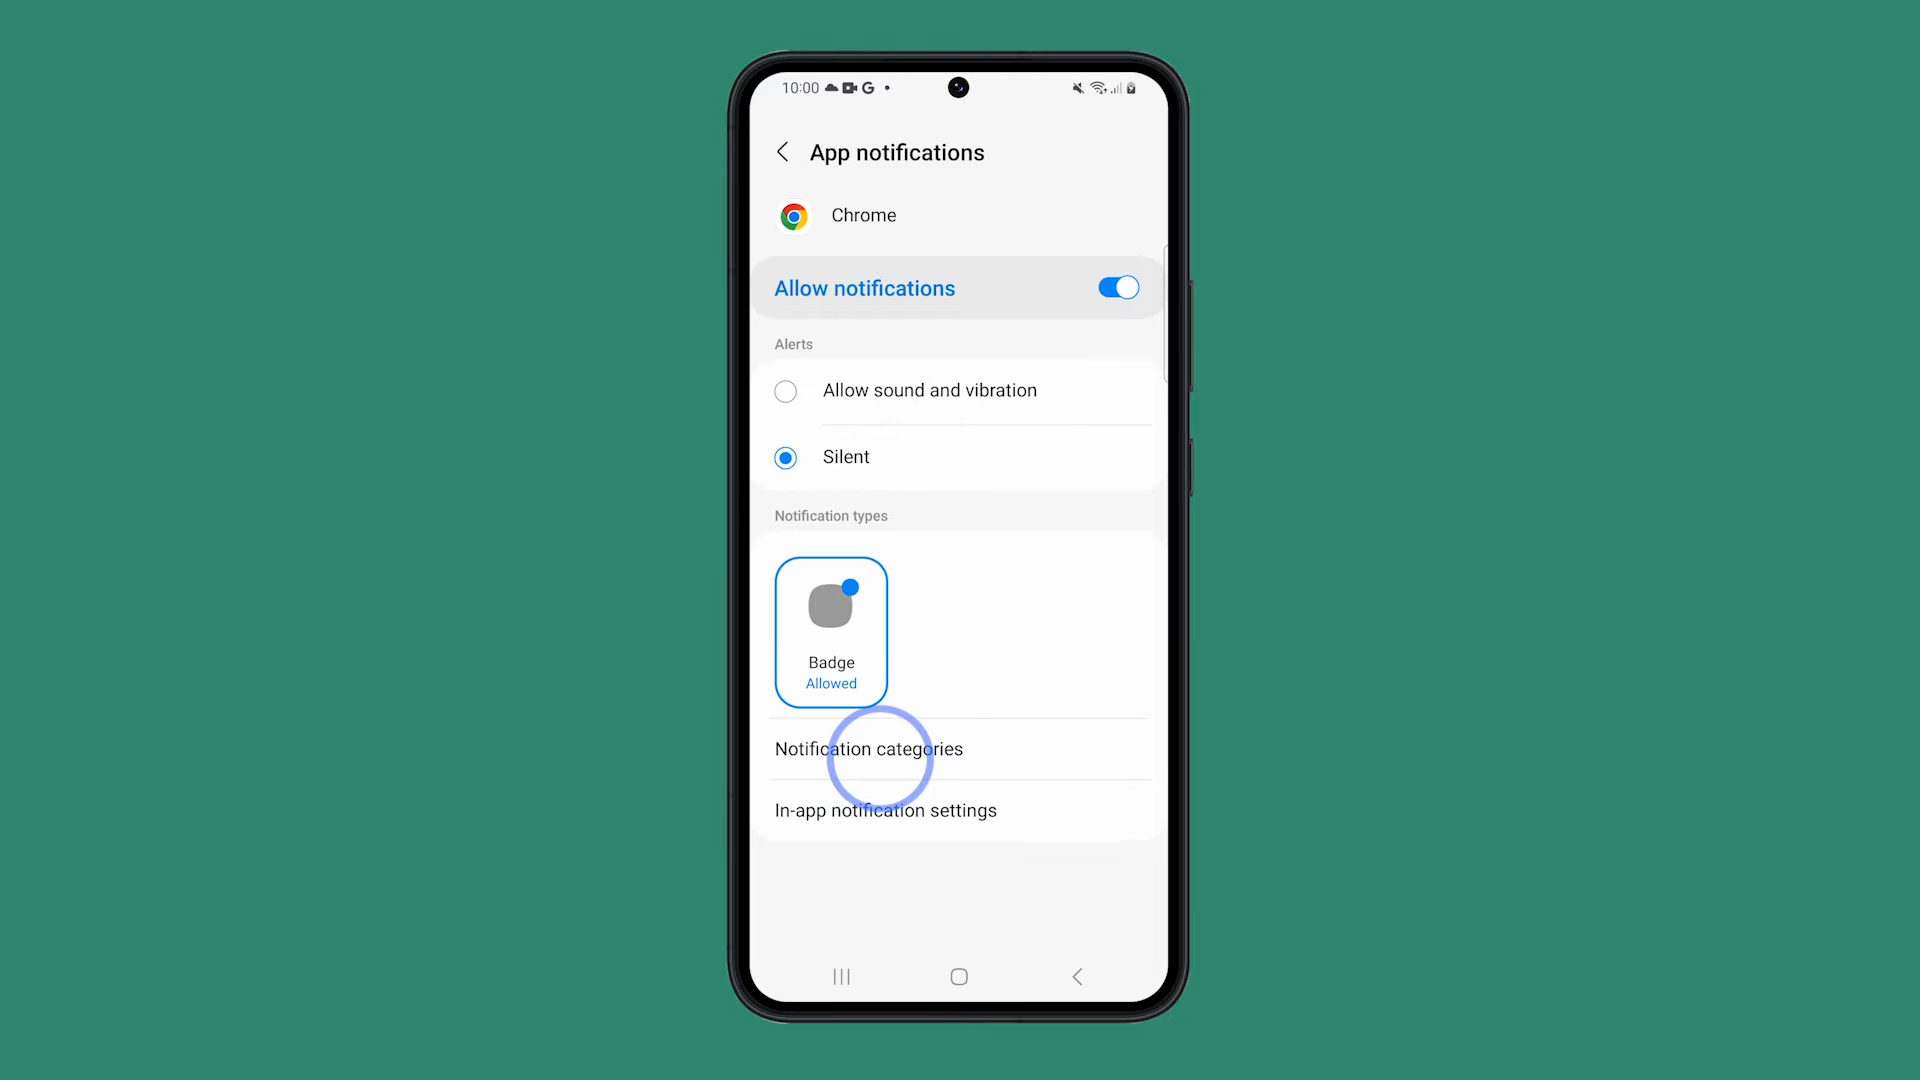 10:00
App notifications
Chrome
Allow notifications
Alerts
Allow sound and vibration
Silent
Notification types
Badge
Allowed
Notification categories
In-app notification settings